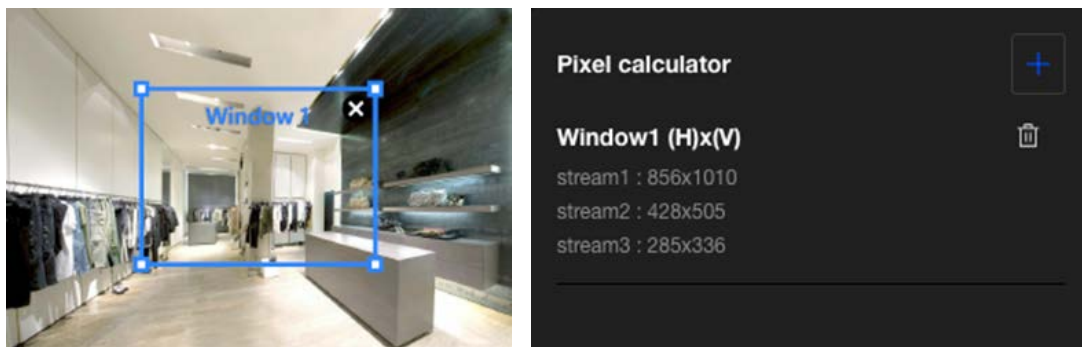 Window 1
Pixel calculator
Window1 (H)x(V)
stream1 : 856x1010
stream2 : 428x505
stream3 : 285x336